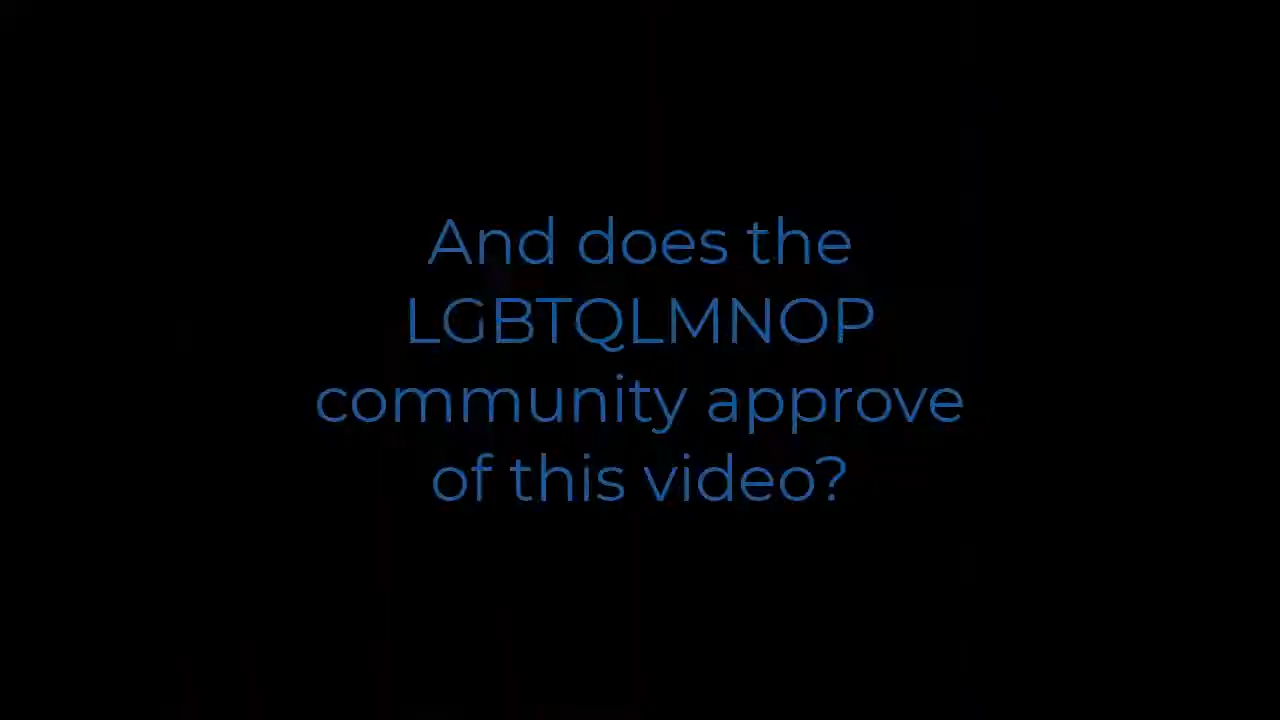 And does the
LGBTQLMNOP
community approve
of this video?